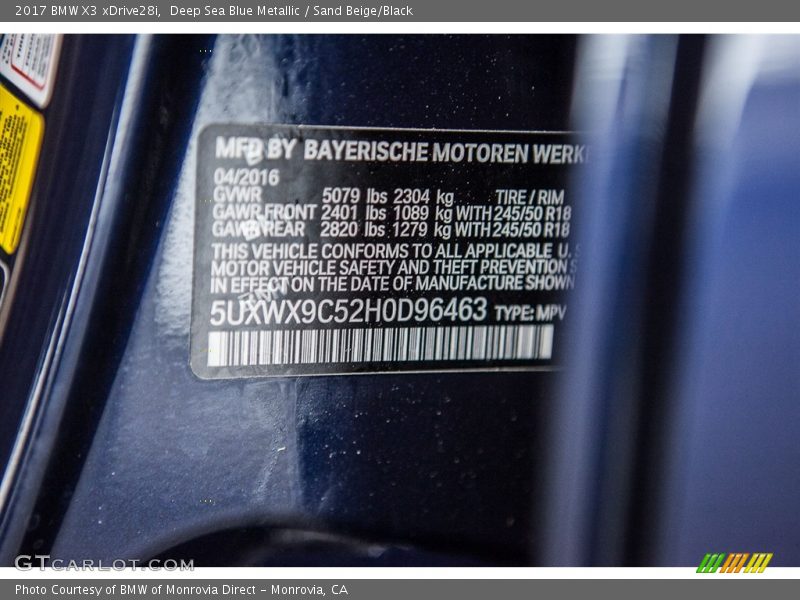 2017 BMW X3 xDrive28i, Deep Sea Blue Metallic / Sand Beige/Black
MFD BY BAYERISCHE MOTOREN WERK
04/2016
GVWR 5079 lbs 2304 kg TIRE / RIM
GAWR FRONT 2401 lbs 1089 kg WITH 245/50 R18
GAWR REAR 2820 lbs 1279 kg WITH 245/50 R18
THIS VEHICLE CONFORMS TO ALL APPLICABLE U.S
MOTOR VEHICLE SAFETY AND THEFT PREVENTION S
IN EFFECT ON THE DATE OF MANUFACTURE SHOWN
5UXWX9C52H0D96463 TYPE: MPV
GTCARLOT.COM
Photo Courtesy of BMW of Monrovia Direct - Monrovia, CA